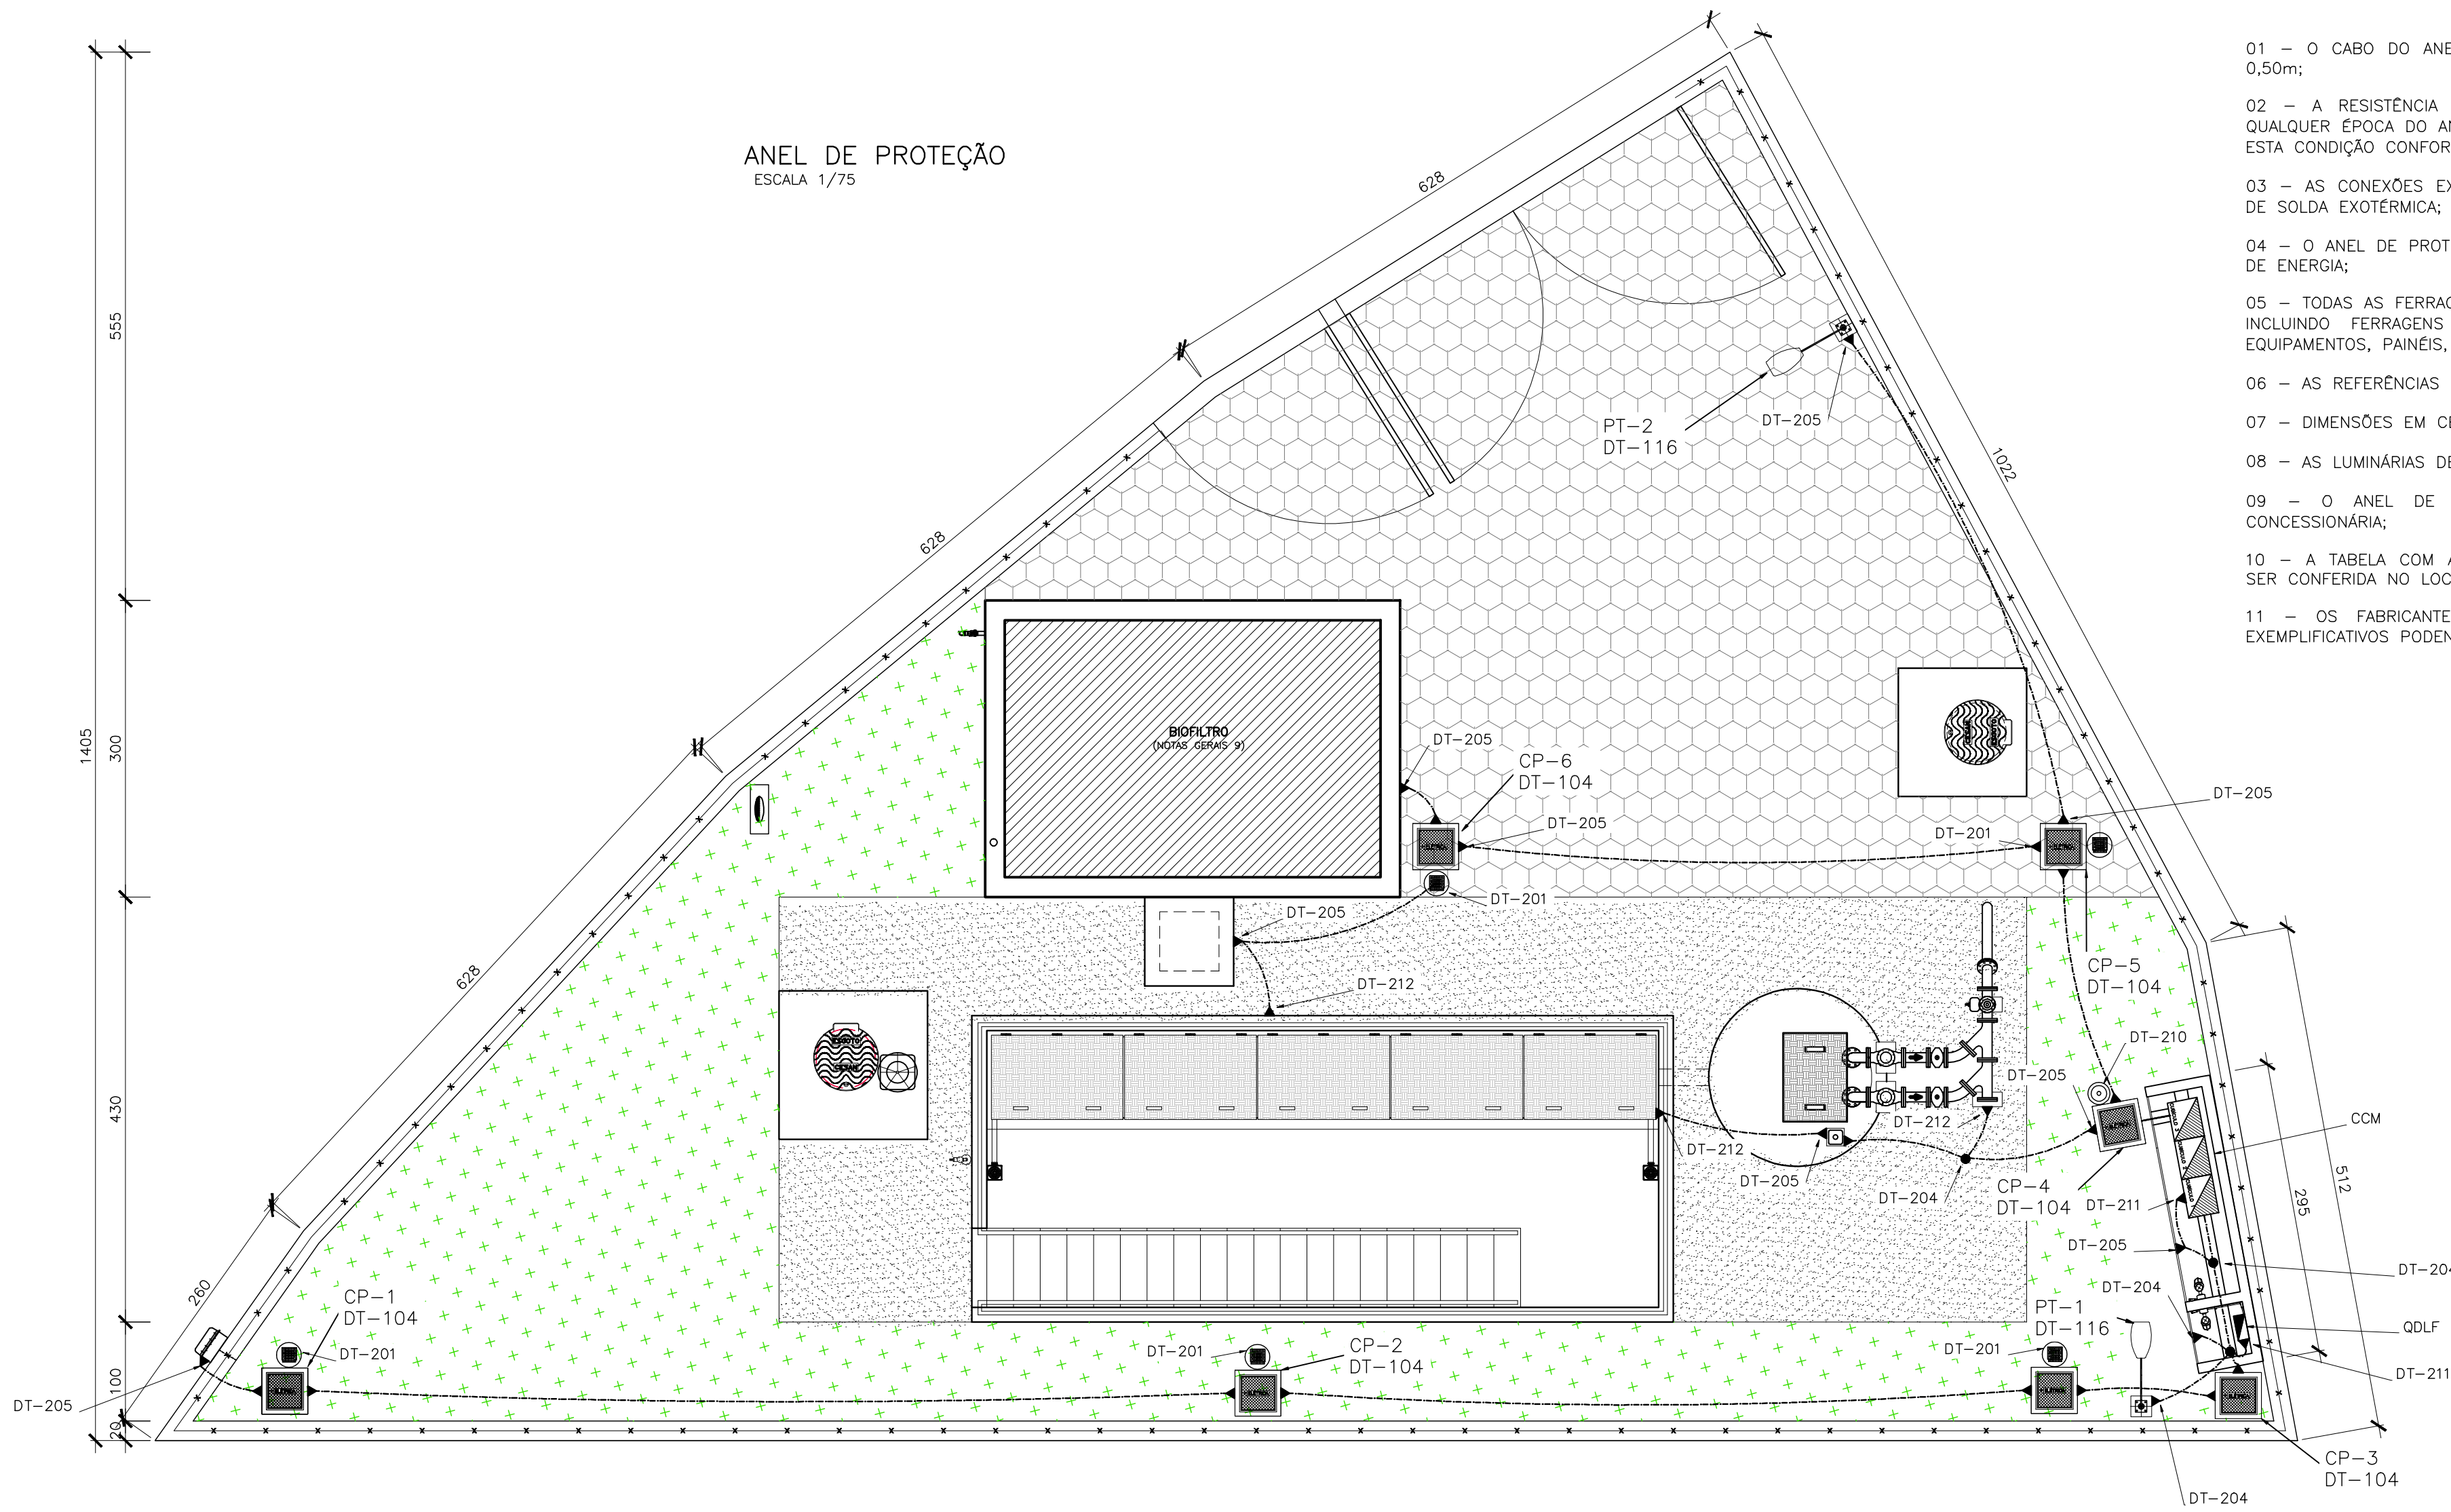 ANEL DE PROTEÇÃO
ESCALA 1/75
01 – O CABO DO ANE
0,50m;
02 – A RESISTÊNCIA
QUALQUER ÉPOCA DO AN
ESTA CONDIÇÃO CONFOR
03 – AS CONEXÕES EX
DE SOLDA EXOTÉRMICA;
04 – O ANEL DE PROT
DE ENERGIA;
05 – TODAS AS FERRAG
INCLUINDO FERRAGENS
EQUIPAMENTOS, PAINÉIS,
06 – AS REFERÊNCIAS
07 – DIMENSÕES EM CE
08 – AS LUMINÁRIAS DE
09 – O ANEL DE
CONCESSIONÁRIA;
10 – A TABELA COM A
SER CONFERIDA NO LOC
11 – OS FABRICANTE
EXEMPLIFICATIVOS PODEN
628
555
PT-2
DT-116
DT-205
1022
628
1405
300
BIOFILTRO
(NOTAS GERAIS 9)
DT-205
CP-6
DT-104
DT-205
DT-201
DT-205
DT-201
DT-205
CP-5
DT-104
628
DT-212
ESGOTO
DT-210
DT-205
430
DT-212
CCM
DT-212
DT-205
DT-204
CP-4
DT-104
DT-211
295
512
DT-205
DT-204
DT-204
260
CP-1
DT-104
DT-201
PT-1
DT-116
QDLF
DT-201
CP-2
DT-104
DT-201
DT-211
100
DT-205
20
CP-3
DT-104
DT-204